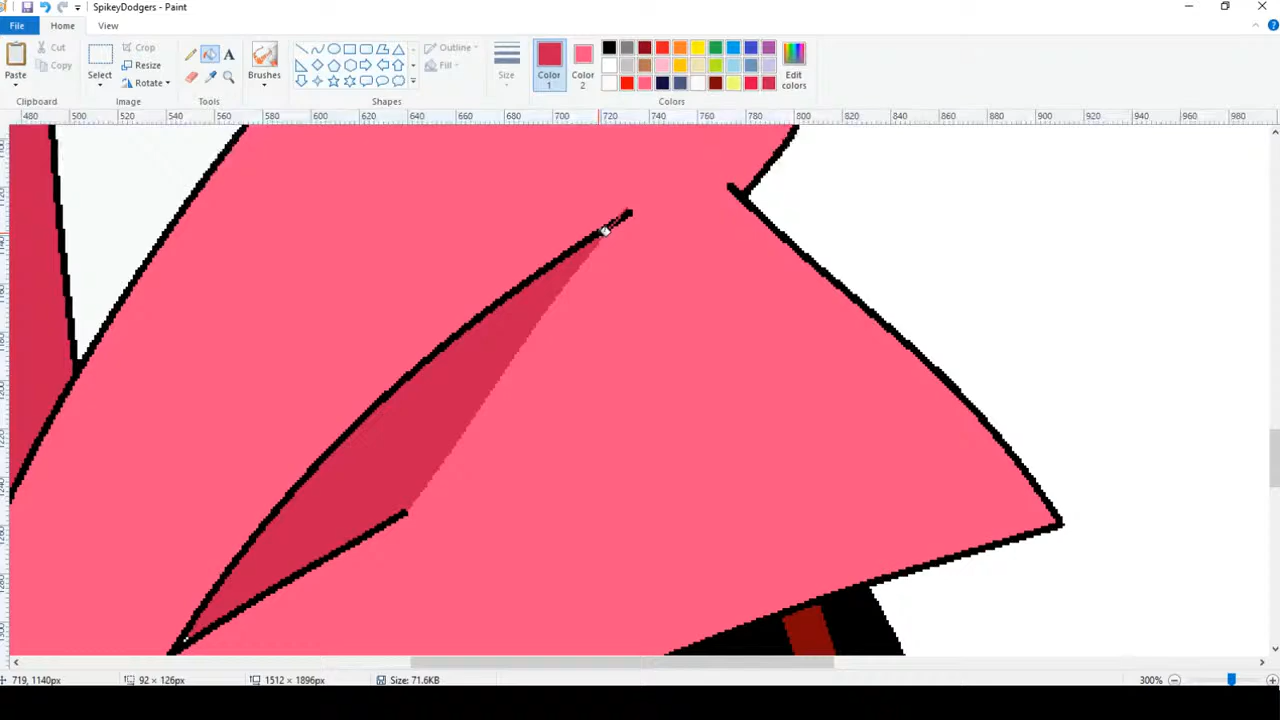 SpikeyDodgers - Paint
File Home View
Paste Cut Copy Clipboard
Select Crop Resize Rotate Image
A Tools
Brushes
Outline Fill Shapes
Size
Color 1 Color 2 Edit colors Colors
480 500 520 540 560 580 600 620 640 660 680 700 720 740 760 780 800 820 840 860 880 900 920 940 960 980
719, 1140px 92 × 126px 1512 × 1896px Size: 71.6KB 300%